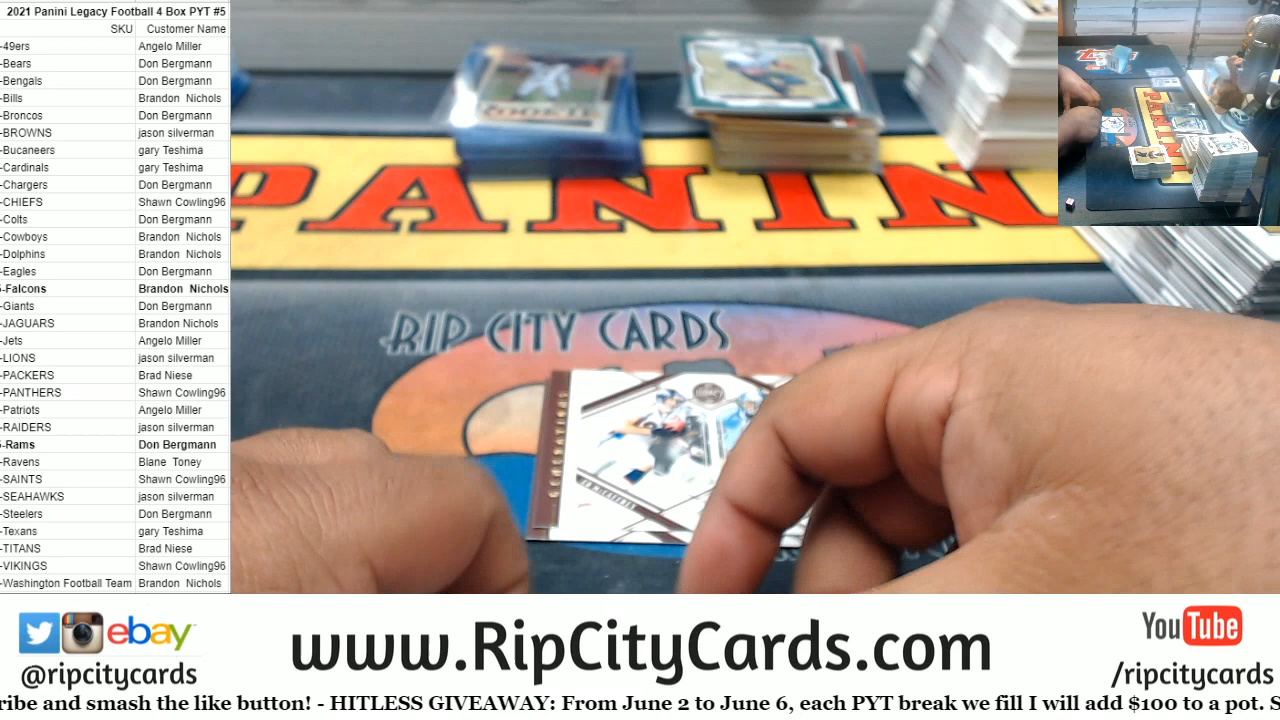 2021 Panini Legacy Football 4 Box PYT #5
SKU Customer Name
-49ers Angelo Miller
-Bears Don Bergmann
-Bengals Don Bergmann
-Bills Brandon Nichols
-Broncos Don Bergmann
-BROWNS jason silverman
-Bucaneers gary Teshima
-Cardinals gary Teshima
-Chargers Don Bergmann
-CHIEFS Shawn Cowling96
-Colts Don Bergmann
-Cowboys Brandon Nichols
-Dolphins Brandon Nichols
-Eagles Don Bergmann
-Falcons Brandon Nichols
-Giants Don Bergmann
-JAGUARS Brandon Nichols
-Jets Angelo Miller
-LIONS jason silverman
-PACKERS Brad Niese
-PANTHERS Shawn Cowling96
-Patriots Angelo Miller
-RAIDERS jason silverman
-Rams Don Bergmann
-Ravens Blane Toney
-SAINTS Shawn Cowling96
-SEAHAWKS jason silverman
-Steelers Don Bergmann
-Texans gary Teshima
-TITANS Brad Niese
-VIKINGS Shawn Cowling96
-Washington Football Team Brandon Nichols
ROOKIE
PANIN
PANINI
RIP CITY CARDS
GENERATIONS
ED MCCAFFREY
ebay
@ripcitycards
www.RipCityCards.com
YouTube
/ripcitycards
ribe and smash the like button! - HITLESS GIVEAWAY: From June 2 to June 6, each PYT break we fill I will add $100 to a pot. S